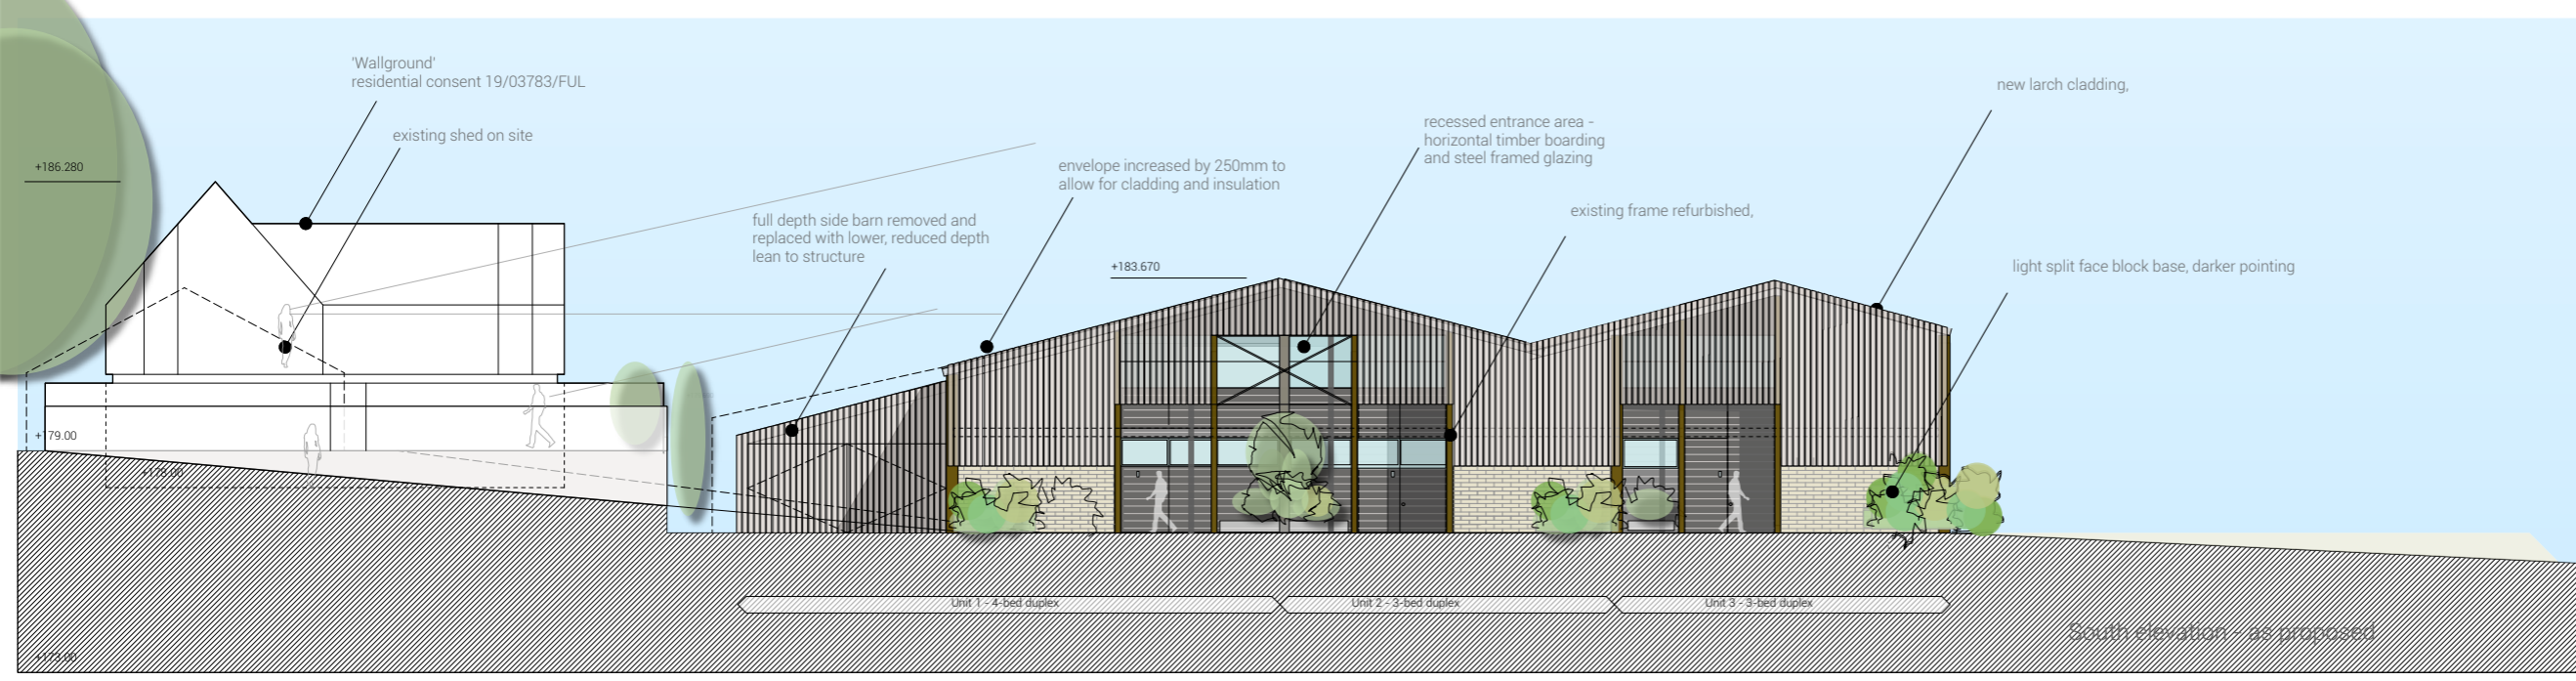 'Wallground'
residential consent 19/03783/FUL
existing shed on site
+186.280
full depth side barn removed and
replaced with lower, reduced depth
lean to structure
envelope increased by 250mm to
allow for cladding and insulation
recessed entrance area -
horizontal timber boarding
and steel framed glazing
existing frame refurbished,
new larch cladding,
light split face block base, darker pointing
+183.670
+179.00
+178.00
Unit 1 - 4-bed duplex
Unit 2 - 3-bed duplex
Unit 3 - 3-bed duplex
South elevation - as proposed
+173.00